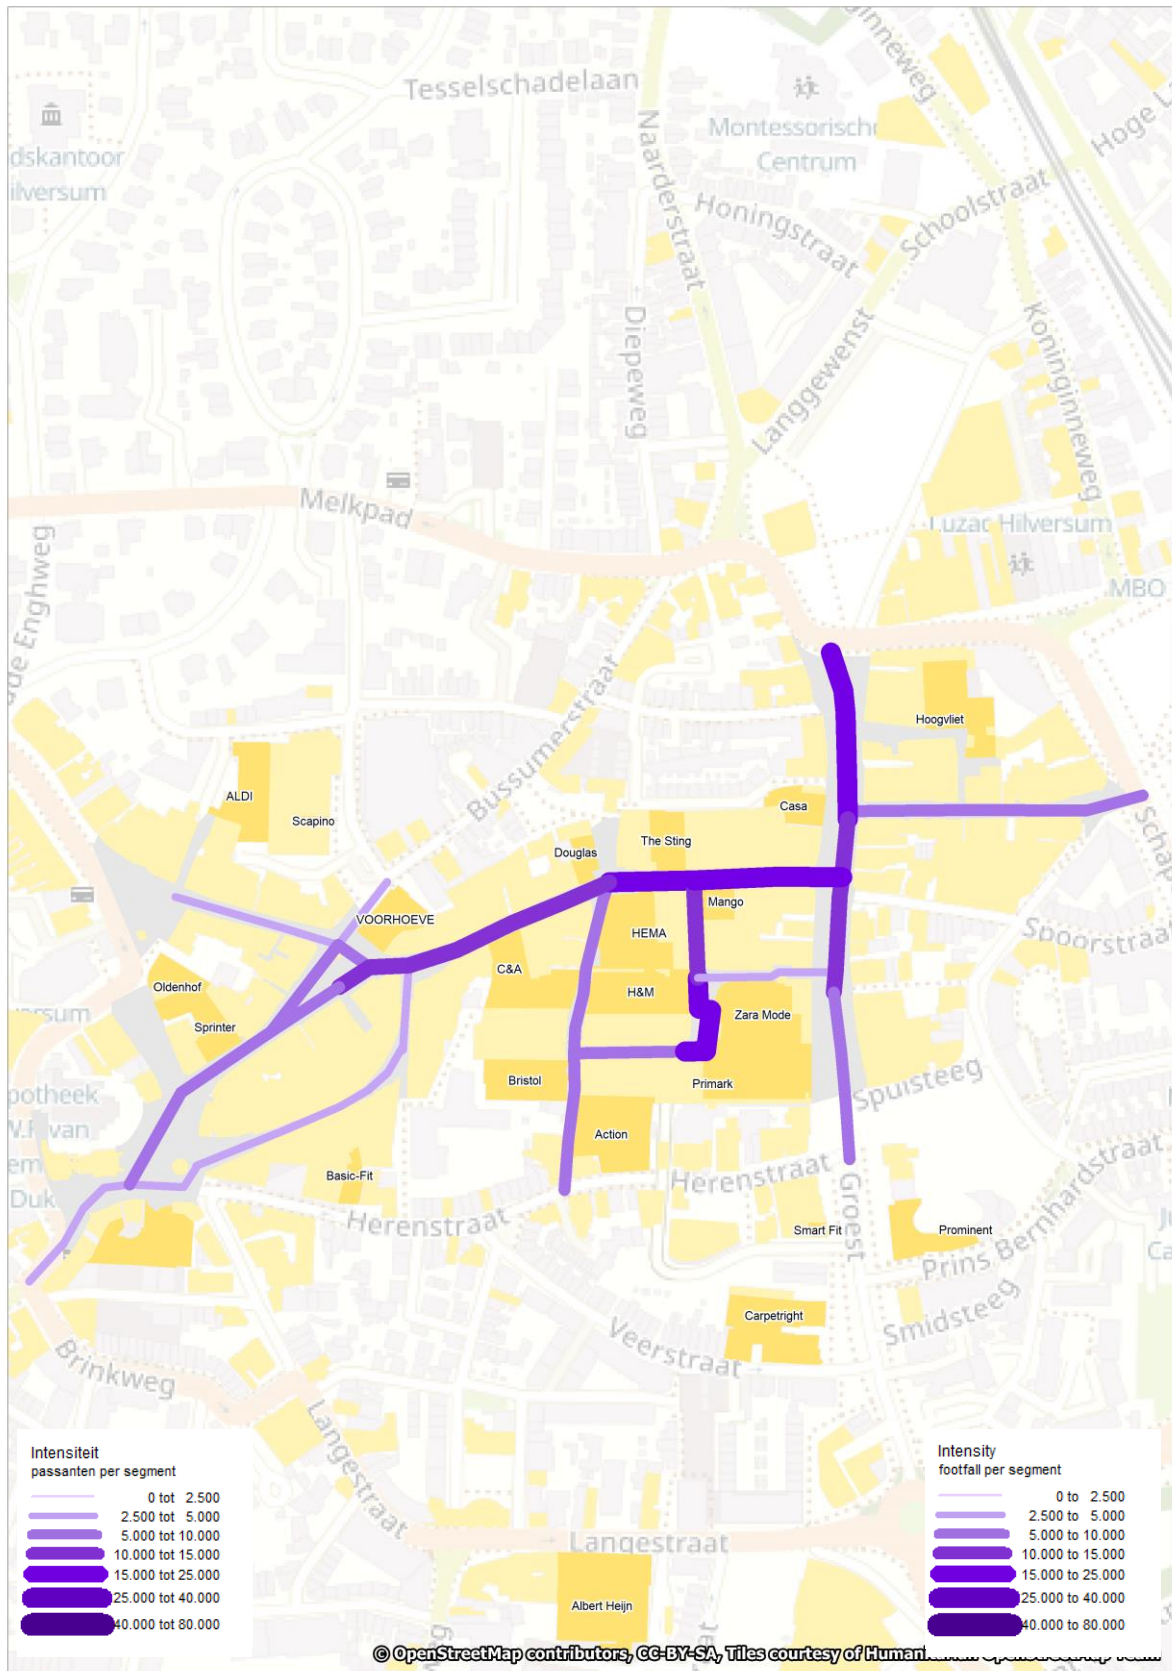 Tesselschadelaan
Naarderstraat
Montessorische
Centrum
Honingstraat
Schoolstraat
Hoge L
dskantoor
ilversum
Diepeweg
Langgewenst
Koninginneweg
Melkpad
Luzac Hilversum
MBO
de Enghweg
Bussumerstraat
Hoogvliet
ALDI
Scapino
Casa
The Sting
Douglas
Schap
VOORHOEVE
Mango
HEMA
Spoorstraat
C&A
H&M
Oldenhof
Sprinter
Zara Mode
Bristol
Primark
Spuisteeg
Action
Basic-Fit
Herenstraat
Herenstraat
Groest
Smart Fit
Prominent
Prins Bernhardstraat
Carpetright
Smidsteeg
Veerstraat
Brinkweg
Langestraat
Langestraat
Albert Heijn
Intensiteit
passanten per segment
0 tot 2.500
2.500 tot 5.000
5.000 tot 10.000
10.000 tot 15.000
15.000 tot 25.000
25.000 tot 40.000
40.000 tot 80.000
Intensity
footfall per segment
0 to 2.500
2.500 to 5.000
5.000 to 10.000
10.000 to 15.000
15.000 to 25.000
25.000 to 40.000
40.000 to 80.000
© OpenStreetMap contributors, CC-BY-SA, Tiles courtesy of Human